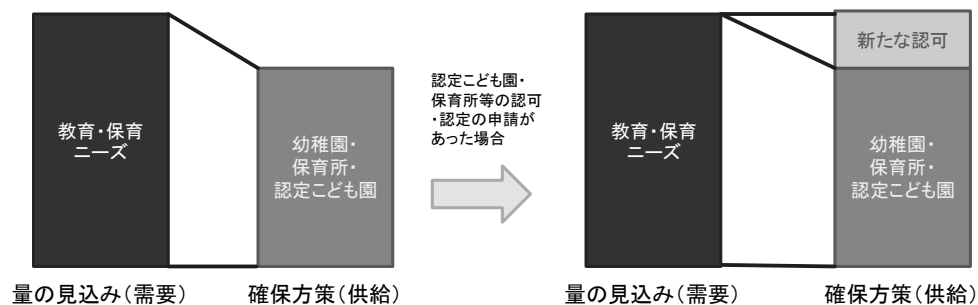 教育・保育
ニーズ
幼稚園・
保育所・
認定こども園
量の見込み（需要）
確保方策（供給）
認定こども園・
保育所等の認可
・認定の申請が
あった場合
新たな認可
教育・保育
ニーズ
幼稚園・
保育所・
認定こども園
量の見込み（需要）
確保方策（供給）